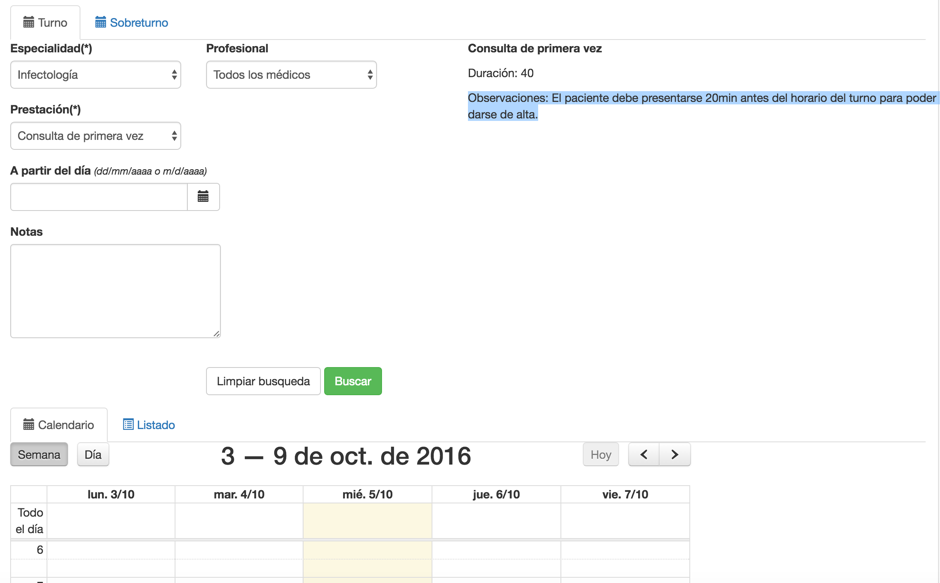 Turno
Sobreturno
Especialidad(*)
Profesional
Consulta de primera vez
Infectología
Todos los médicos
Duración: 40
Observaciones: El paciente debe presentarse 20min antes del horario del turno para poder
darse de alta.
Prestación(*)
Consulta de primera vez
A partir del día (dd/mm/aaaa o m/d/aaaa)
Notas
Limpiar busqueda
Buscar
Calendario
Listado
Semana
Día
3 — 9 de oct. de 2016
Hoy
lun. 3/10
mar. 4/10
mié. 5/10
jue. 6/10
vie. 7/10
Todo
el día
6